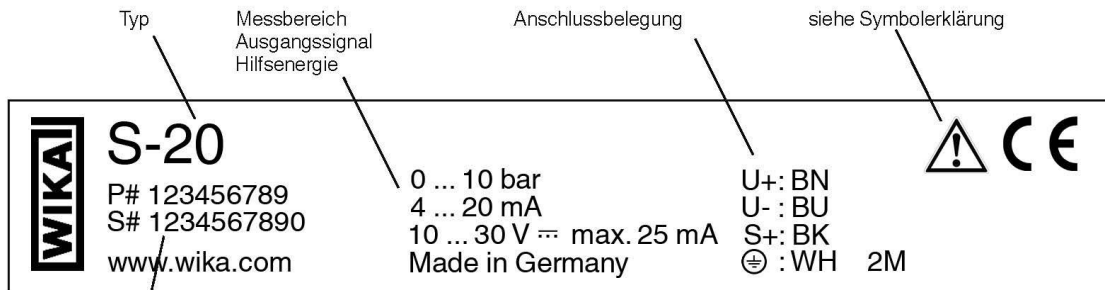 Typ
Messbereich
Ausgangssignal
Hilfsenergie
Anschlussbelegung
siehe Symbolerklärung
WIKA
S-20
P# 123456789
S# 1234567890
www.wika.com
0 ... 10 bar
4 ... 20 mA
10 ... 30 V ⎓ max. 25 mA
Made in Germany
U+: BN
U- : BU
S+: BK
⏚ : WH 2M
CE